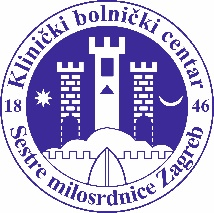 Klinički bolnički centar
18 46
Sestre milosrdnice Zagreb